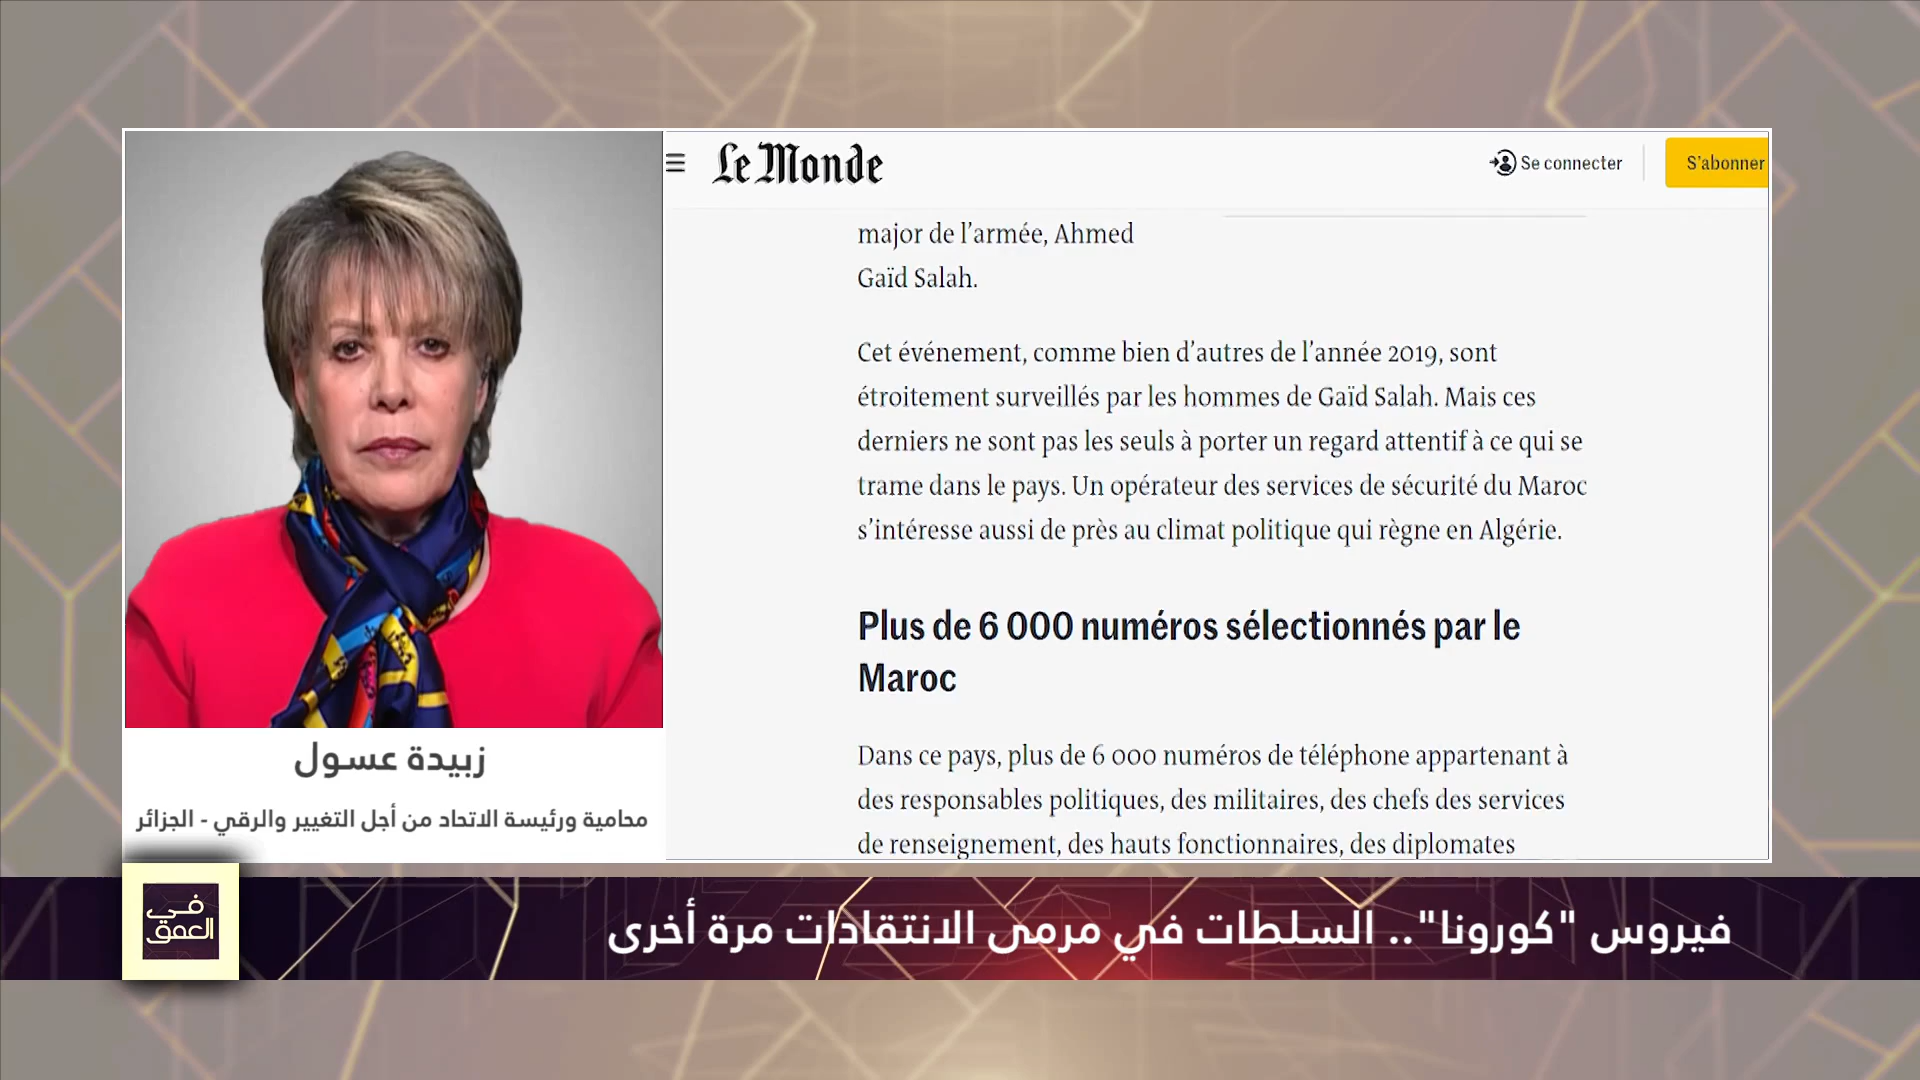 Le Monde
Se connecter
S'abonner
major de l'armée, Ahmed
Gaïd Salah.
Cet événement, comme bien d'autres de l'année 2019, sont
étroitement surveillés par les hommes de Gaïd Salah. Mais ces
derniers ne sont pas les seuls à porter un regard attentif à ce qui se
trame dans le pays. Un opérateur des services de sécurité du Maroc
s'intéresse aussi de près au climat politique qui règne en Algérie.
Plus de 6 000 numéros sélectionnés par le
Maroc
Dans ce pays, plus de 6 000 numéros de téléphone appartenant à
des responsables politiques, des militaires, des chefs des services
de renseignement, des hauts fonctionnaires, des diplomates
زبيدة عسول
محامية ورئيسة الاتحاد من أجل التغيير والرقي - الجزائر
في
العمق
فيروس "كورونا".. السلطات في مرمى الانتقادات مرة أخرى